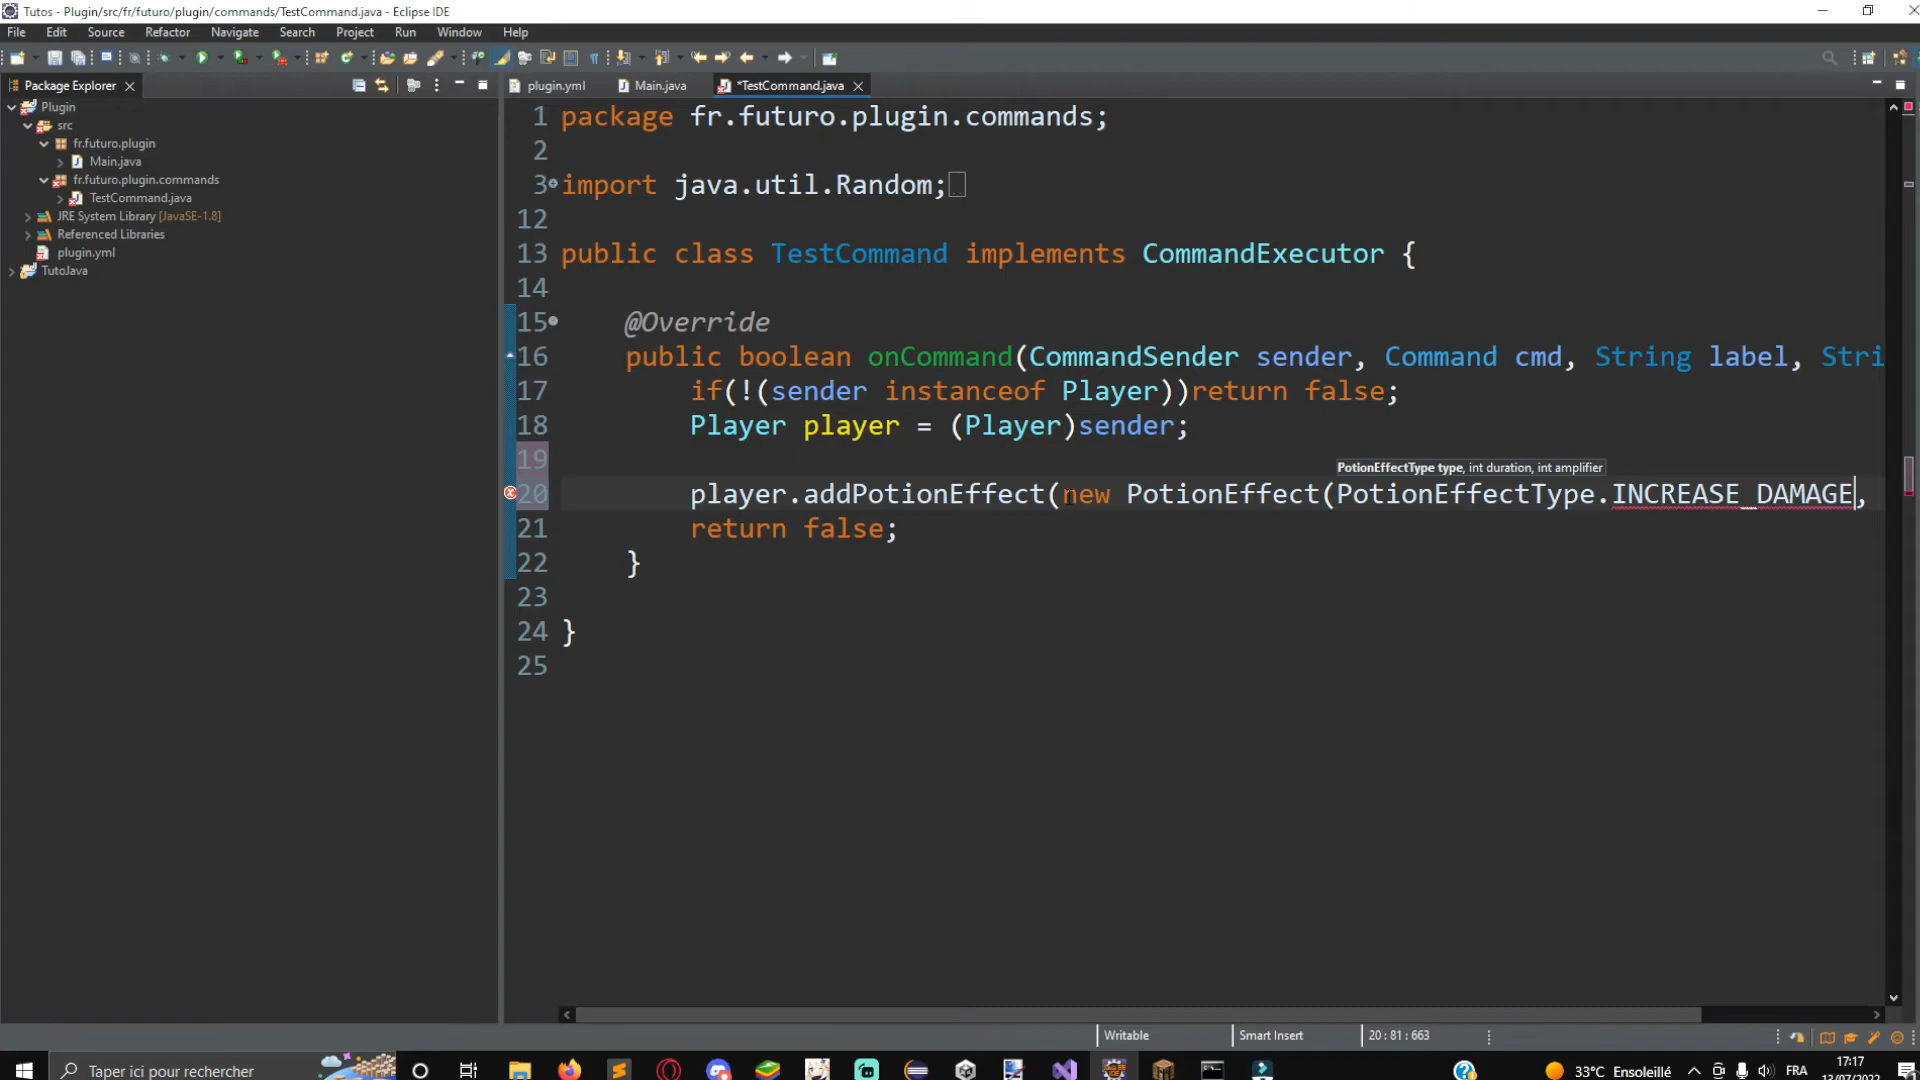 Tutos - Plugin/src/fr/futuro/plugin/commands/TestCommand.java - Eclipse IDE
File Edit Source Refactor Navigate Search Project Run Window Help
Package Explorer
plugin.yml Main.java *TestCommand.java
Plugin
src
fr.futuro.plugin
Main.java
fr.futuro.plugin.commands
TestCommand.java
JRE System Library [JavaSE-1.8]
Referenced Libraries
plugin.yml
TutoJava
1 package fr.futuro.plugin.commands;
2
3 import java.util.Random;
12
13 public class TestCommand implements CommandExecutor {
14
15 @Override
16 public boolean onCommand(CommandSender sender, Command cmd, String label, Stri
17 if(!(sender instanceof Player))return false;
18 Player player = (Player)sender;
19
PotionEffectType type, int duration, int amplifier
20 player.addPotionEffect(new PotionEffect(PotionEffectType.INCREASE_DAMAGE,
21 return false;
22 }
23
24 }
25
Writable Smart Insert 20 : 81 : 663
Taper ici pour rechercher
33°C Ensoleillé FRA
17:17
13/07/2022